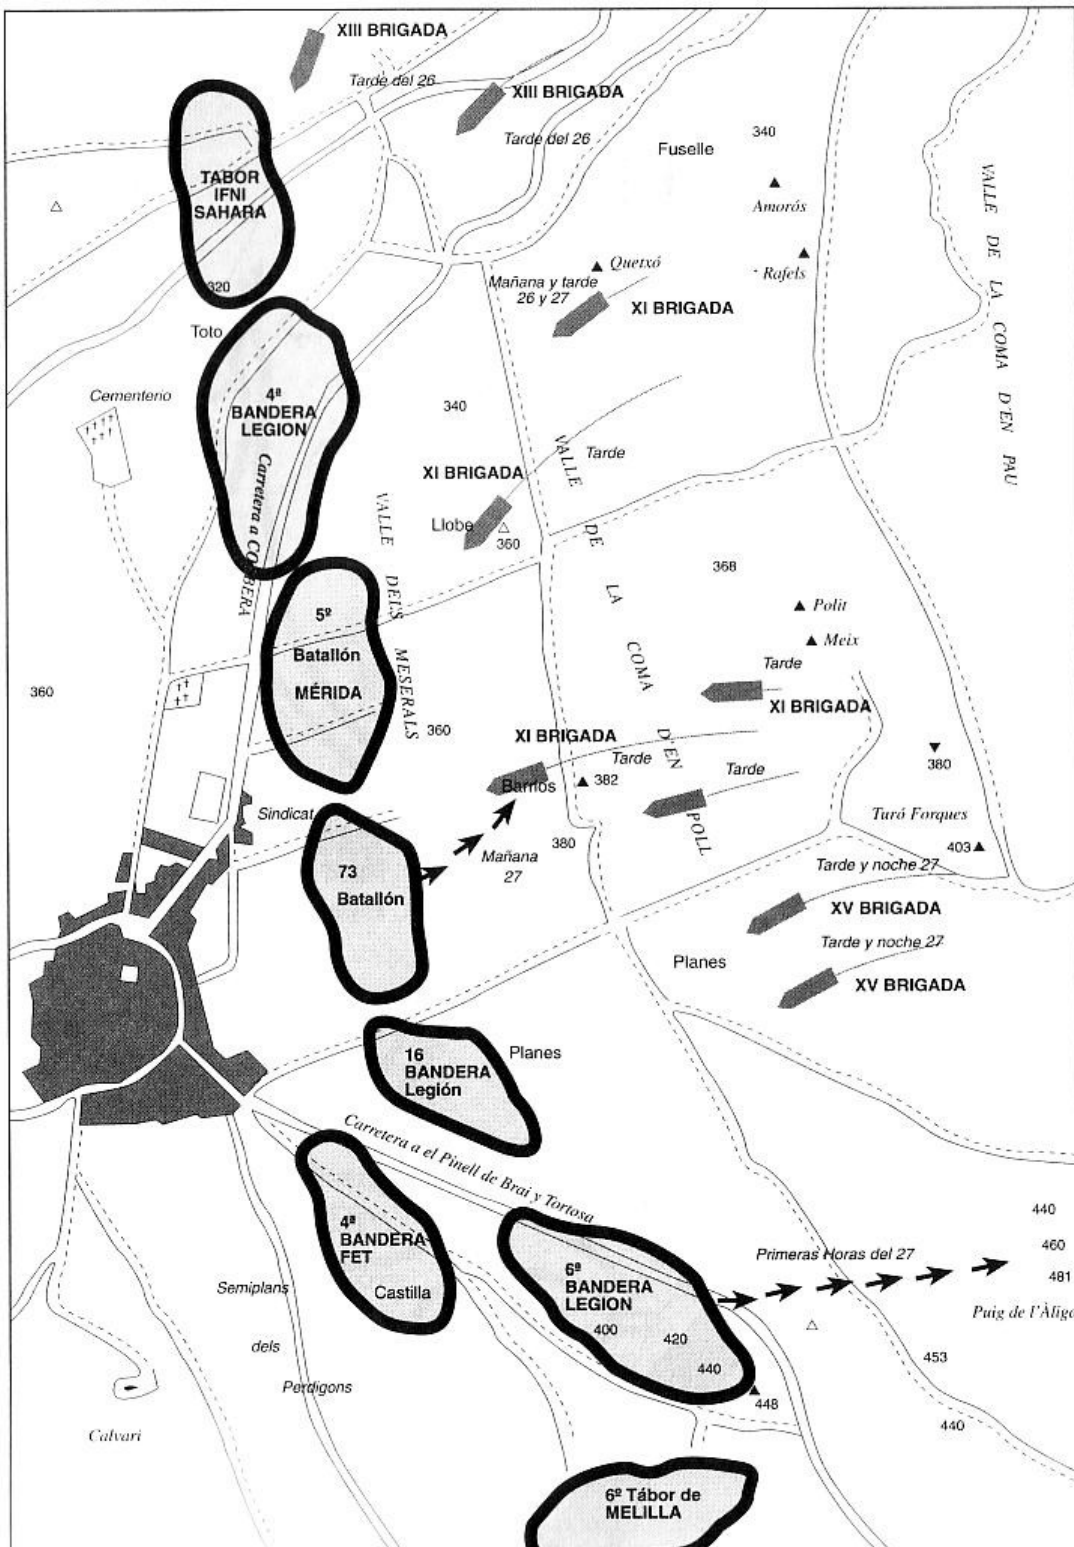 XIII BRIGADA
Tarde del 26
XIII BRIGADA
Tarde del 26
Fuselle
340
TABOR
IFNI
SAHARA
320
Amorós
Rafels
Quetxó
Mañana y tarde
26 y 27
XI BRIGADA
VALLE DE LA COMA D'EN PAU
Toto
Cementerio
4ª
BANDERA
LEGION
Carretera a CORBERA
340
XI BRIGADA
Tarde
Llobe
360
VALLE DE LA COMA D'EN POLL
VALLE DELS MESERALS
368
Polit
Meix
5º
Batallón
MÉRIDA
360
Tarde
XI BRIGADA
360
XI BRIGADA
Tarde
Barrios
382
Tarde
380
Turó Forques
403
Sindicat
73
Batallón
Mañana
27
380
Tarde y noche 27
XV BRIGADA
Tarde y noche 27
XV BRIGADA
Planes
16
BANDERA
Legión
Planes
Carretera a el Pinell de Brai y Tortosa
4ª
BANDERA
FET
Castilla
6ª
BANDERA
LEGION
400
420
440
448
Primeras Horas del 27
440
460
481
Puig de l'Àliga
453
440
Semiplans
dels
Perdigons
Calvari
6º Tábor de
MELILLA